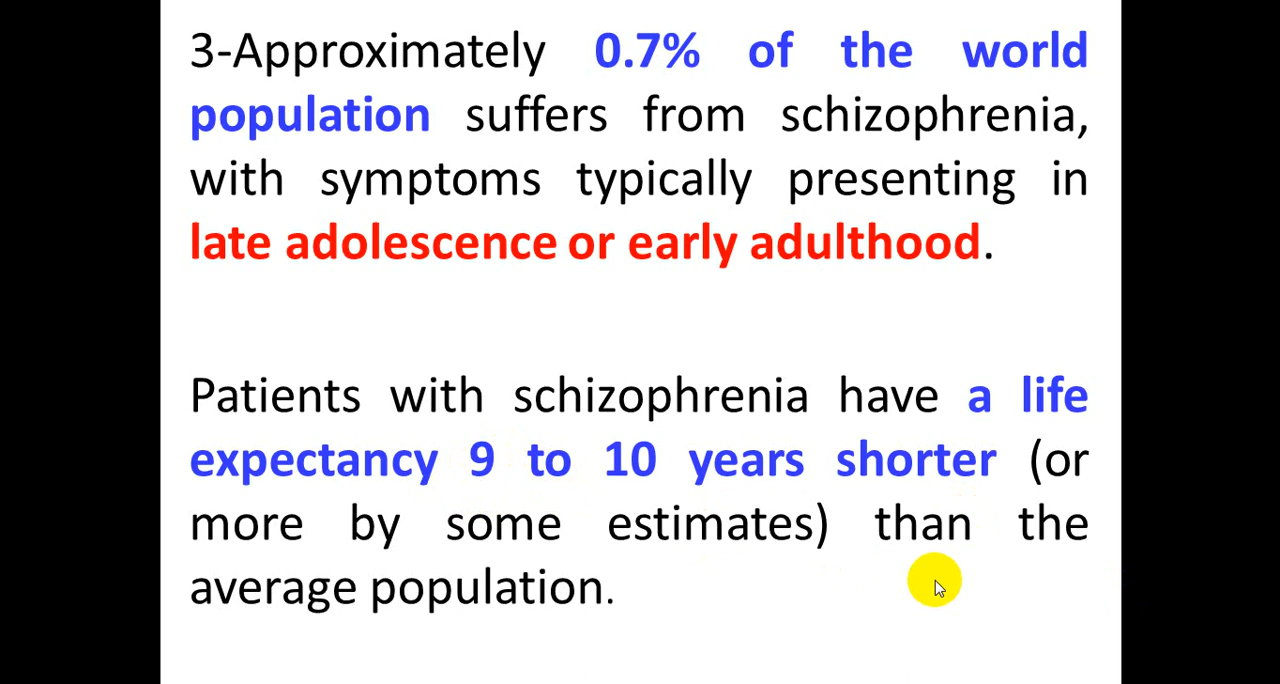 3-Approximately 0.7% of the world
population suffers from schizophrenia,
with symptoms typically presenting in
late adolescence or early adulthood.
Patients with schizophrenia have a life
expectancy 9 to 10 years shorter (or
more by some estimates) than the
average population.